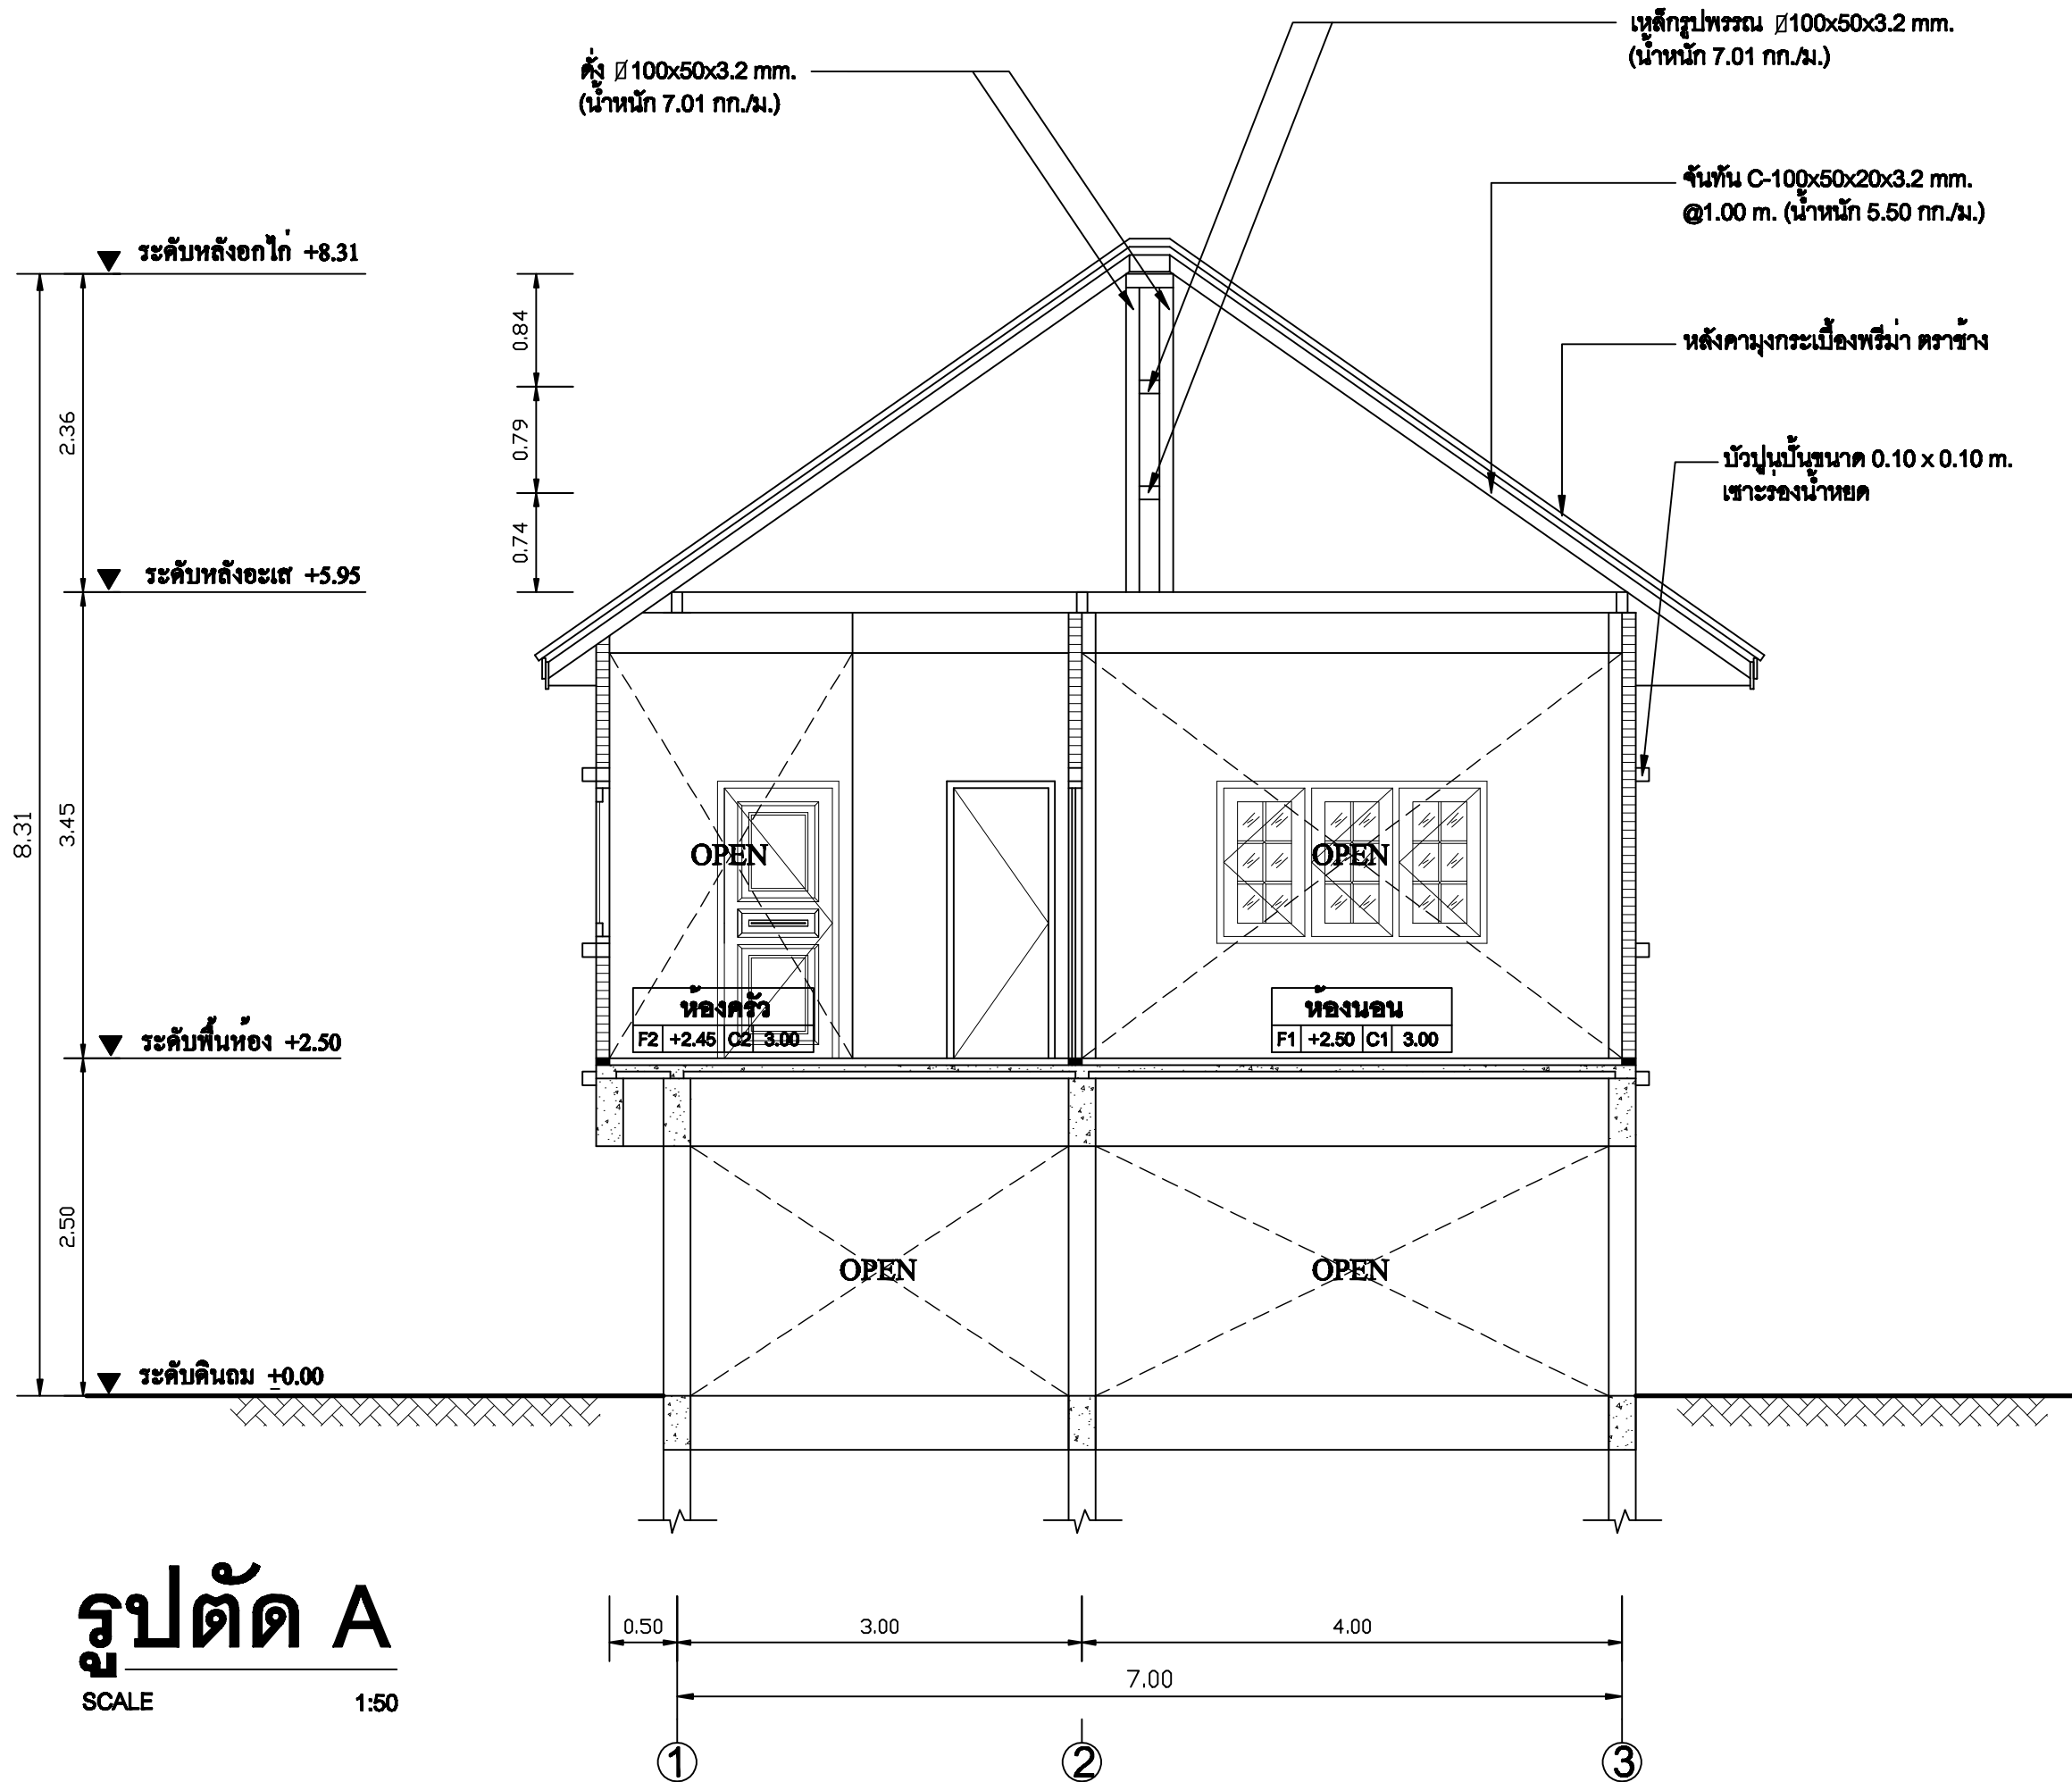 เหล็กรูปพรรณ ⌷100x50x3.2 mm.
(น้ำหนัก 7.01 กก./ม.)
ดั้ง ⌷100x50x3.2 mm.
(น้ำหนัก 7.01 กก./ม.)
จันทัน C-100x50x20x3.2 mm.
@1.00 m. (น้ำหนัก 5.50 กก./ม.)
ระดับหลังอกไก่ +8.31
หลังคามุงกระเบื้องพรีม่า ตราช้าง
0.84
0.79
0.74
2.36
บัวปูนปั้นขนาด 0.10 x 0.10 m.
เซาะร่องน้ำหยด
ระดับหลังอะเส +5.95
8.31
3.45
OPEN
OPEN
ห้องครัว
F2 +2.45 C2 3.00
ห้องนอน
F1 +2.50 C1 3.00
ระดับพื้นห้อง +2.50
2.50
OPEN
OPEN
ระดับดินถม ±0.00
รูปตัด A
SCALE 1:50
0.50 3.00 4.00
7.00
1 2 3